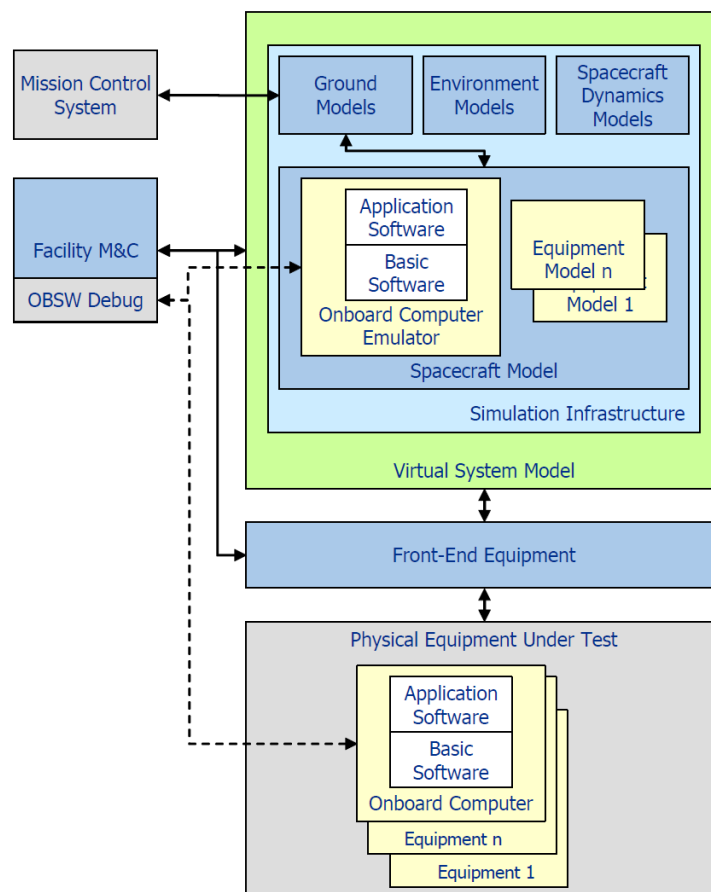 Mission Control
System
Ground
Models
Environment
Models
Spacecraft
Dynamics
Models
Facility M&C
OBSW Debug
Application
Software
Basic
Software
Onboard Computer
Emulator
Equipment
Model n
Model 1
Spacecraft Model
Simulation Infrastructure
Virtual System Model
Front-End Equipment
Physical Equipment Under Test
Application
Software
Basic
Software
Onboard Computer
Equipment n
Equipment 1